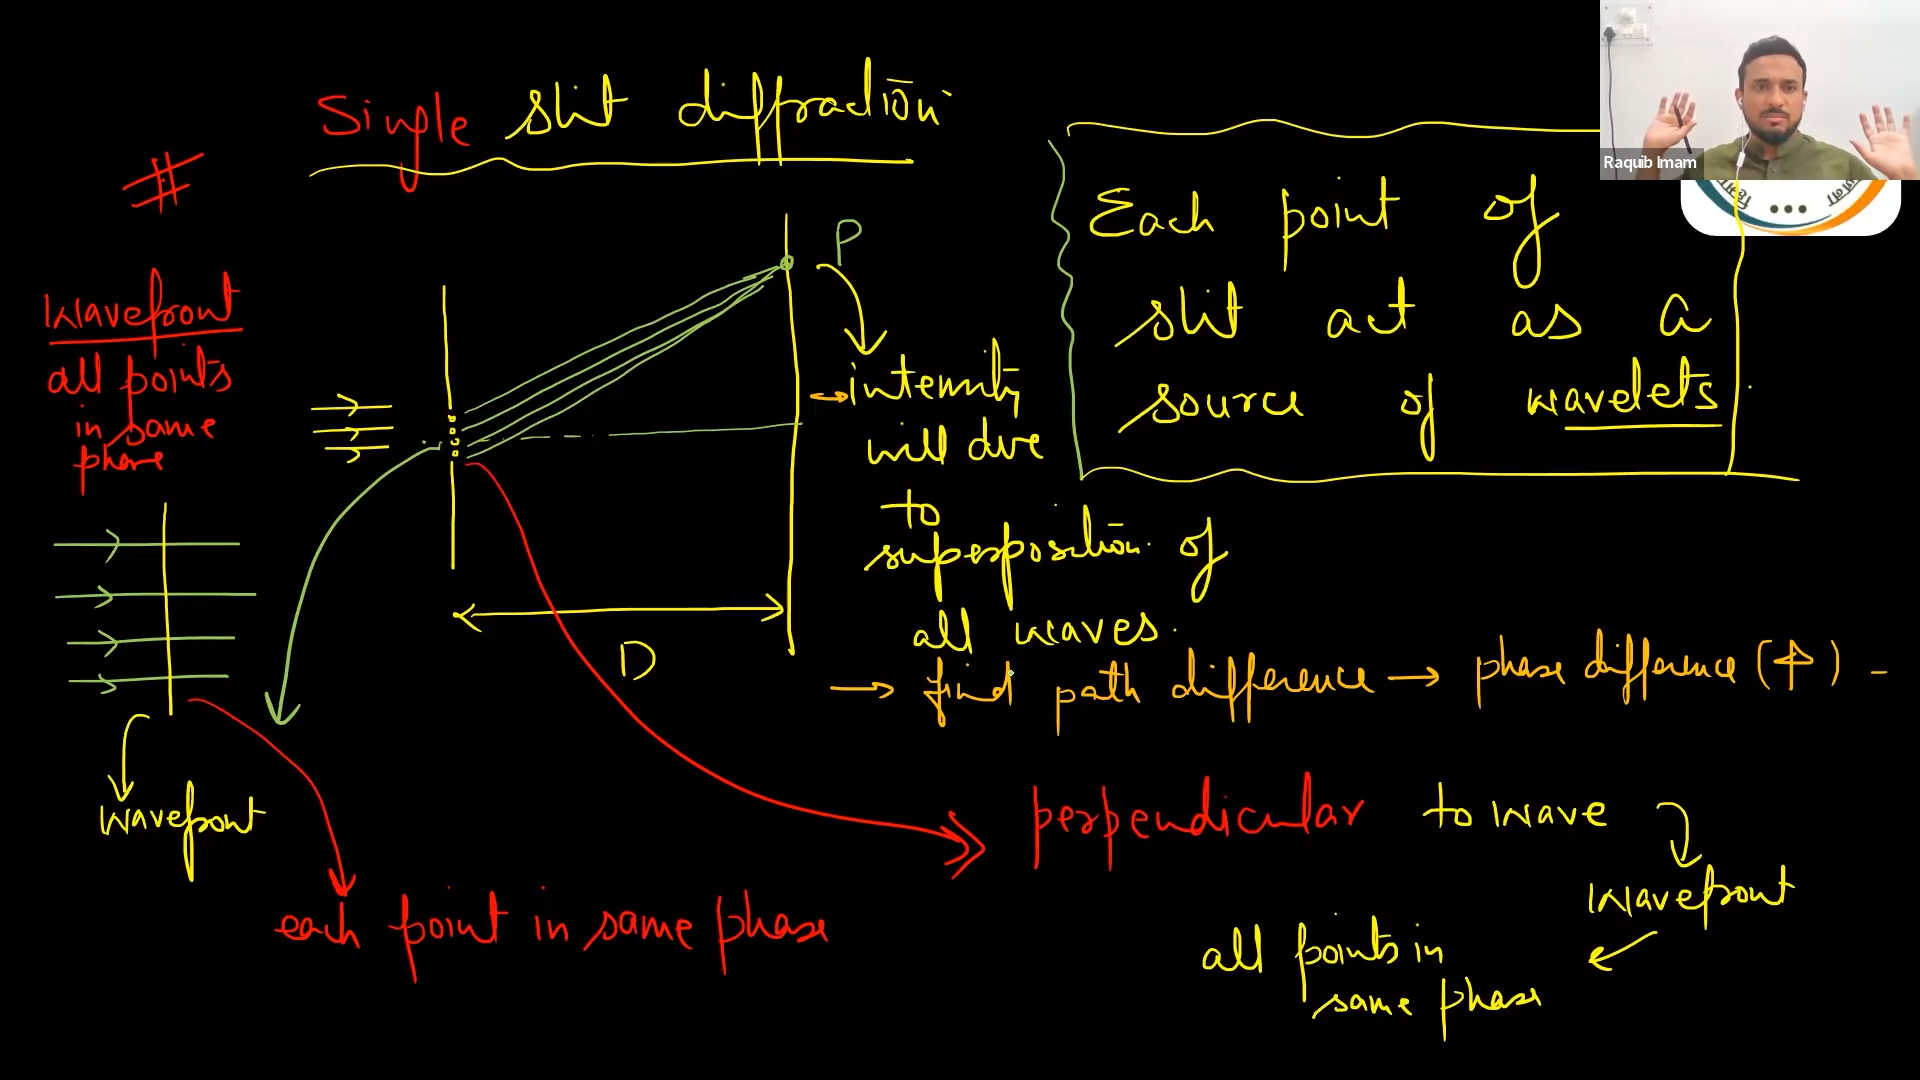 Single slit diffraction
#
Wavefront
all points
in same
phase
P
intensity
will due
to
superposition of
all waves.
Each point of
slit act as a
source of wavelets
D
→ find path difference → phase difference (φ) -
Wavefront
each point in same phase
perpendicular to wave
wavefront
all points in
same phase
Raquib Imam